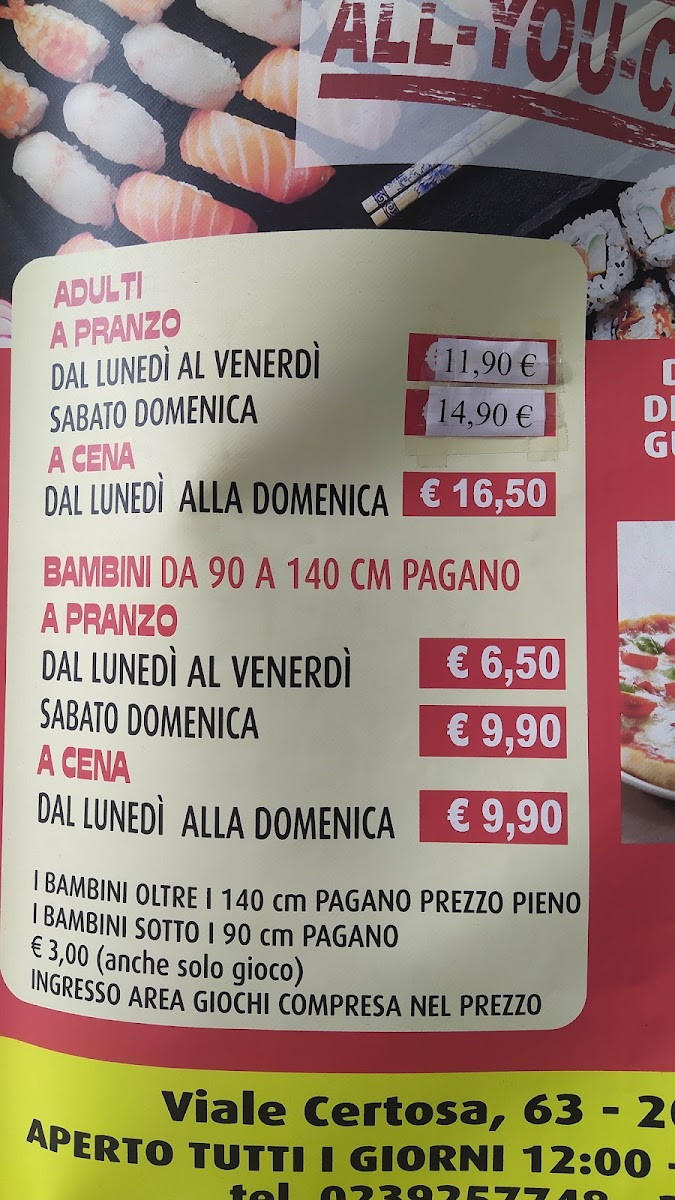 ALL-YOU-C
ADULTI
A PRANZO
DAL LUNEDÌ AL VENERDÌ
11,90 €
SABATO DOMENICA
14,90 €
A CENA
DAL LUNEDÌ ALLA DOMENICA
€ 16,50
BAMBINI DA 90 A 140 CM PAGANO
A PRANZO
DAL LUNEDÌ AL VENERDÌ
€ 6,50
SABATO DOMENICA
€ 9,90
A CENA
DAL LUNEDÌ ALLA DOMENICA
€ 9,90
I BAMBINI OLTRE I 140 cm PAGANO PREZZO PIENO
I BAMBINI SOTTO I 90 cm PAGANO
€ 3,00 (anche solo gioco)
INGRESSO AREA GIOCHI COMPRESA NEL PREZZO
Viale Certosa, 63 - 20
APERTO TUTTI I GIORNI 12:00 -
tel. 0239257748